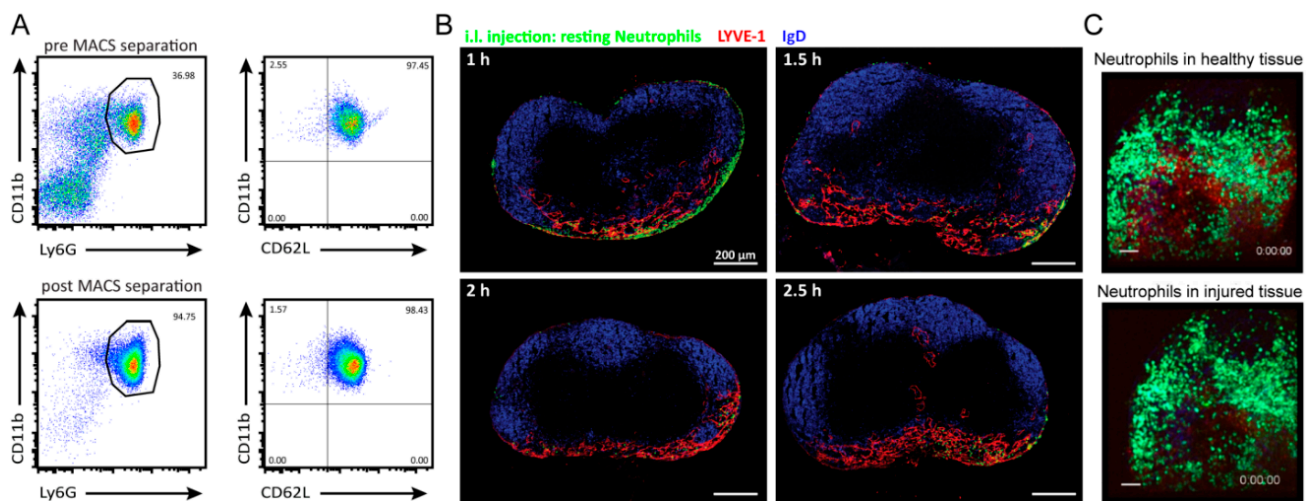 A
pre MACS separation
36.98
CD11b
Ly6G
2.55
97.45
0.00
0.00
CD11b
CD62L
post MACS separation
94.75
CD11b
Ly6G
1.57
98.43
0.00
0.00
CD11b
CD62L
B
i.l. injection: resting Neutrophils LYVE-1 IgD
1 h
200 µm
1.5 h
2 h
2.5 h
C
Neutrophils in healthy tissue
0:00:00
Neutrophils in injured tissue
0:00:00